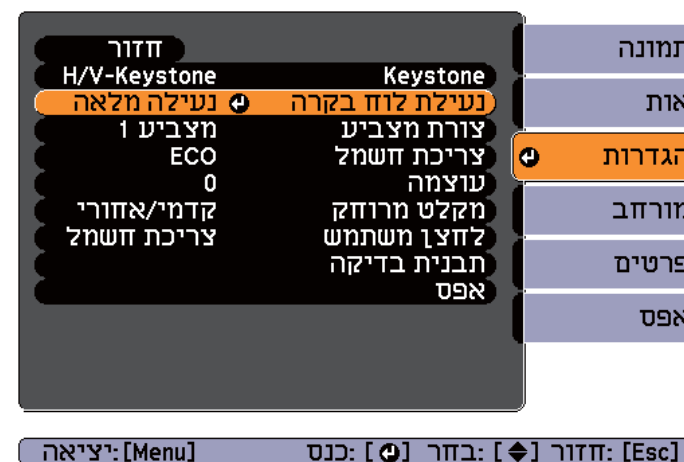 חזור
Keystone H/V-Keystone
נעילת לוח בקרה נעילה מלאה
צורת מצביע מצביע 1
צריכת חשמל ECO
עוצמה 0
מקלט מרוחק קדמי/אחורי
לחצן משתמש צריכת חשמל
תבנית בדיקה
אפס
תמונה
אות
הגדרות
מורחב
פרטים
אפס
[Esc] :חזור [◆] :בחר [↵] :כנס [Menu]:יציאה